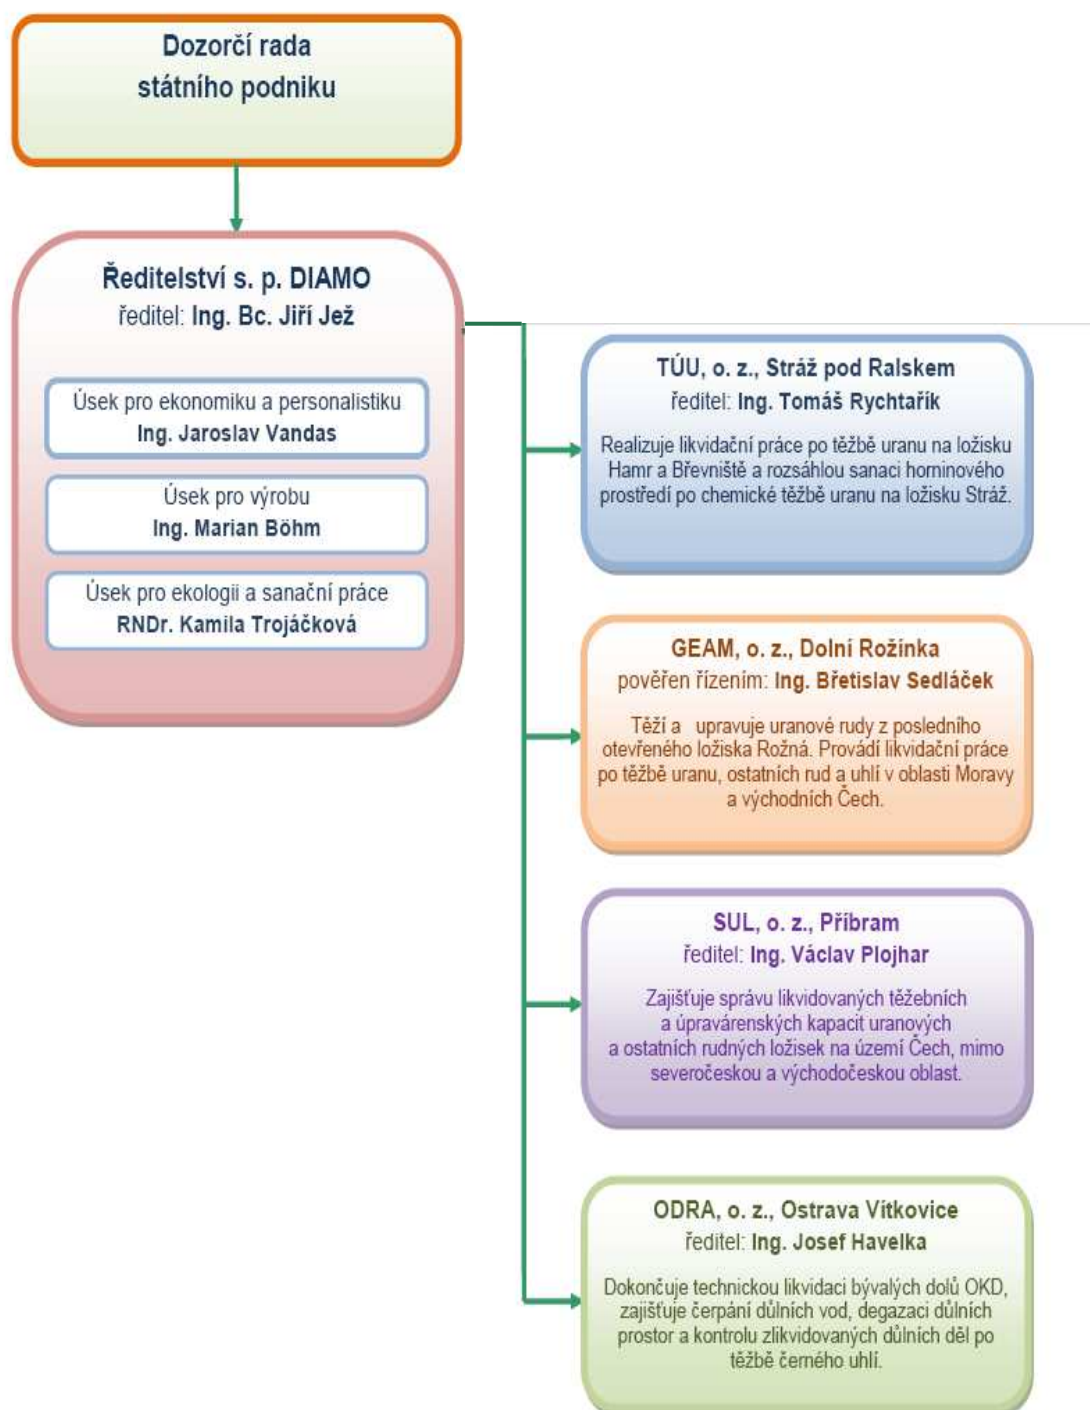 Dozorčí rada
státního podniku
Ředitelství s. p. DIAMO
ředitel: Ing. Bc. Jiří Jež
Úsek pro ekonomiku a personalistiku
Ing. Jaroslav Vandas
Úsek pro výrobu
Ing. Marian Böhm
Úsek pro ekologii a sanační práce
RNDr. Kamila Trojáčková
TÚU, o. z., Stráž pod Ralskem
ředitel: Ing. Tomáš Rychtařík
Realizuje likvidační práce po těžbě uranu na ložisku
Hamr a Břevniště a rozsáhlou sanaci horninového
prostředí po chemické těžbě uranu na ložisku Stráž.
GEAM, o. z., Dolní Rožínka
pověřen řízením: Ing. Břetislav Sedláček
Těží a upravuje uranové rudy z posledního
otevřeného ložiska Rožná. Provádí likvidační práce
po těžbě uranu, ostatních rud a uhlí v oblasti Moravy
a východních Čech.
SUL, o. z., Příbram
ředitel: Ing. Václav Plojhar
Zajišťuje správu likvidovaných těžebních
a úpravárenských kapacit uranových
a ostatních rudných ložisek na území Čech, mimo
severočeskou a východočeskou oblast.
ODRA, o. z., Ostrava Vítkovice
ředitel: Ing. Josef Havelka
Dokončuje technickou likvidaci bývalých dolů OKD,
zajišťuje čerpání důlních vod, degazaci důlních
prostor a kontrolu zlikvidovaných důlních děl po
těžbě černého uhlí.